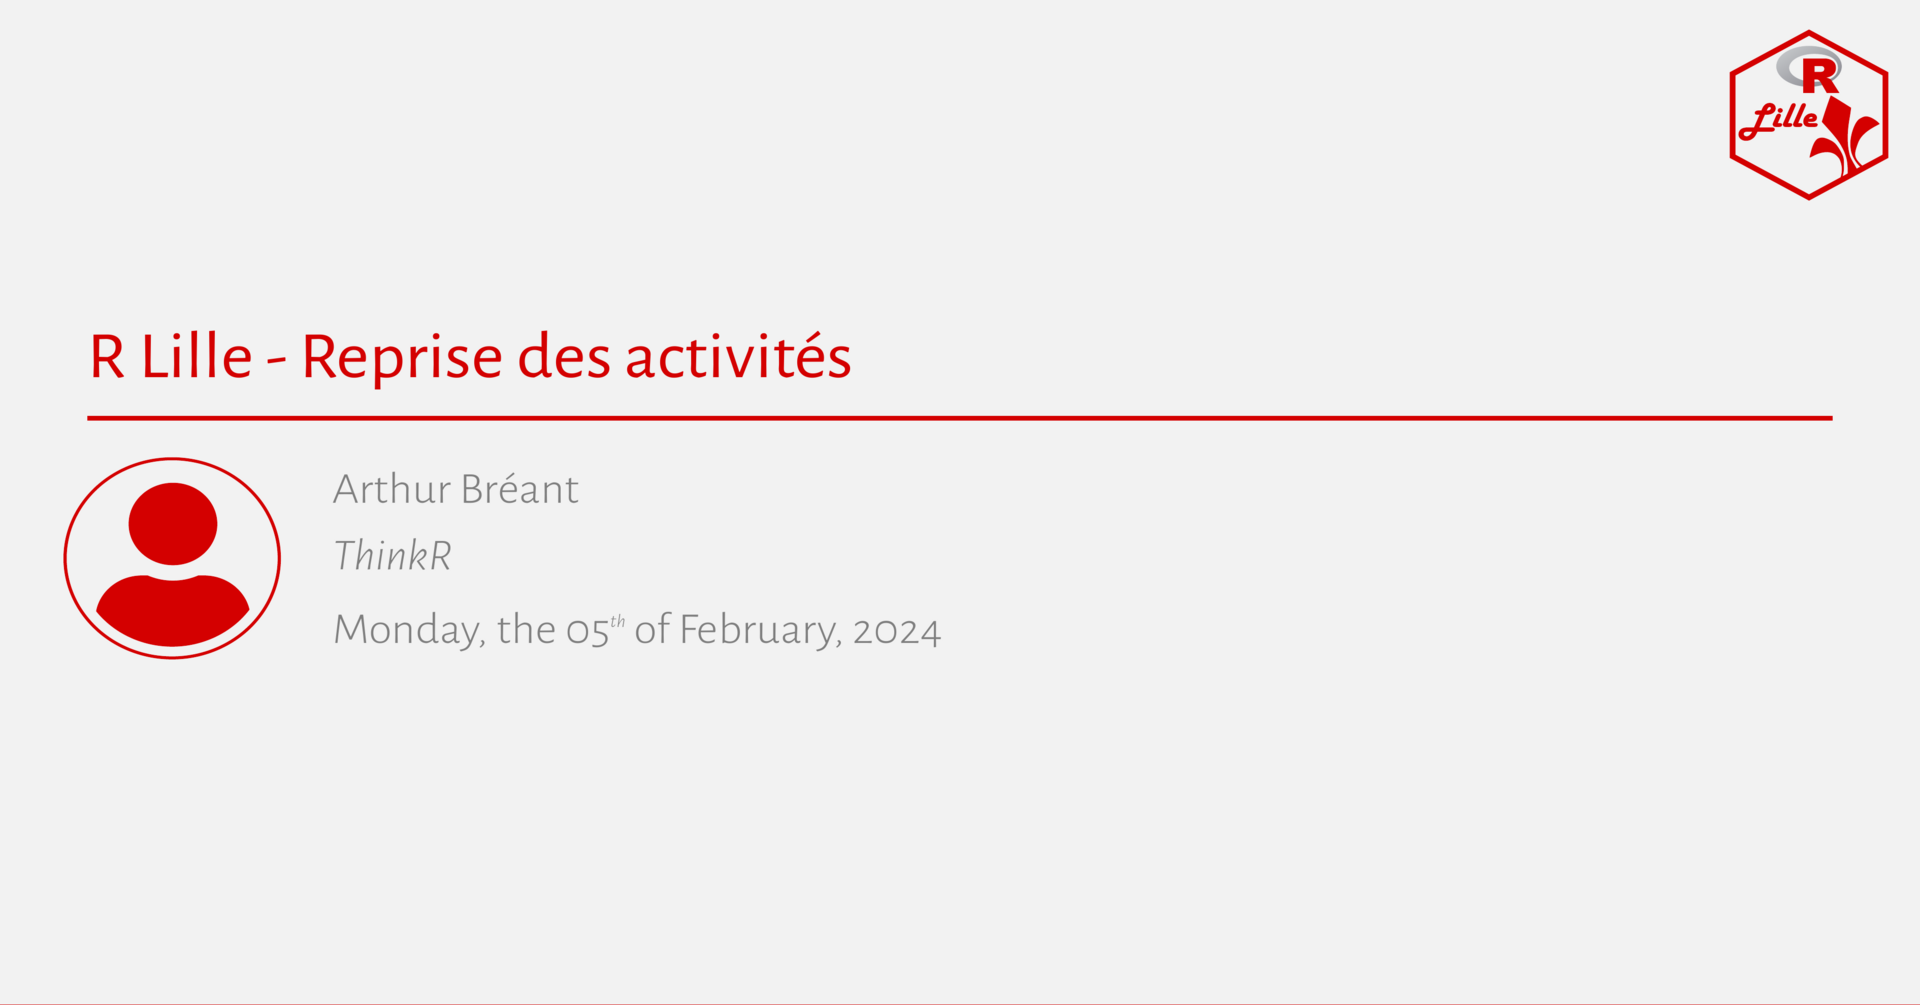 R
Lille
R Lille - Reprise des activités
Arthur Bréant
ThinkR
Monday, the 05th of February, 2024